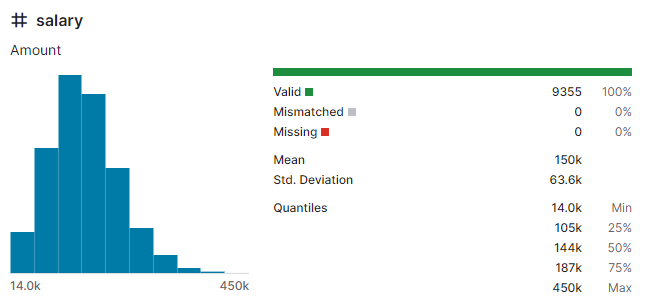 # salary
Amount
14.0k 450k
Valid 9355 100%
Mismatched 0 0%
Missing 0 0%
Mean 150k
Std. Deviation 63.6k
Quantiles 14.0k Min
105k 25%
144k 50%
187k 75%
450k Max